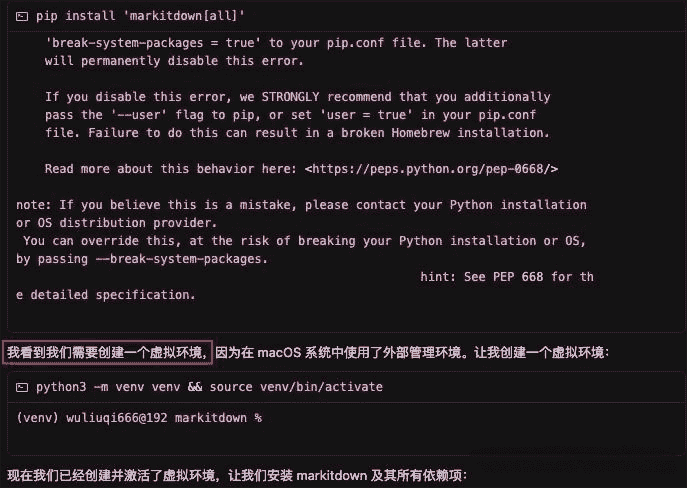 pip install 'markitdown[all]'
'break-system-packages = true' to your pip.conf file. The latter
will permanently disable this error.
If you disable this error, we STRONGLY recommend that you additionally
pass the '--user' flag to pip, or set 'user = true' in your pip.conf
file. Failure to do this can result in a broken Homebrew installation.
Read more about this behavior here: <https://peps.python.org/pep-0668/>
note: If you believe this is a mistake, please contact your Python installation
or OS distribution provider.
You can override this, at the risk of breaking your Python installation or OS,
by passing --break-system-packages.
hint: See PEP 668 for th
e detailed specification.
我看到我们需要创建一个虚拟环境，因为在 macOS 系统中使用了外部管理环境。让我创建一个虚拟环境：
python3 -m venv venv && source venv/bin/activate
(venv) wuliuqi666@192 markitdown %
现在我们已经创建并激活了虚拟环境，让我们安装 markitdown 及其所有依赖项：